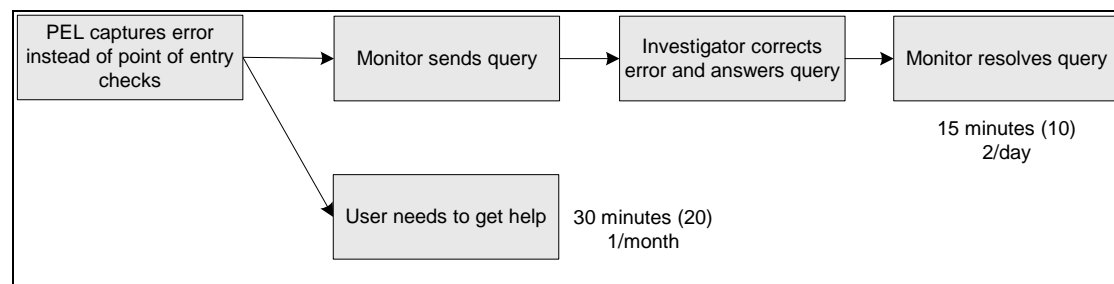 PEL captures error
instead of point of entry
checks
Monitor sends query
Investigator corrects
error and answers query
Monitor resolves query
15 minutes (10)
2/day
User needs to get help
30 minutes (20)
1/month